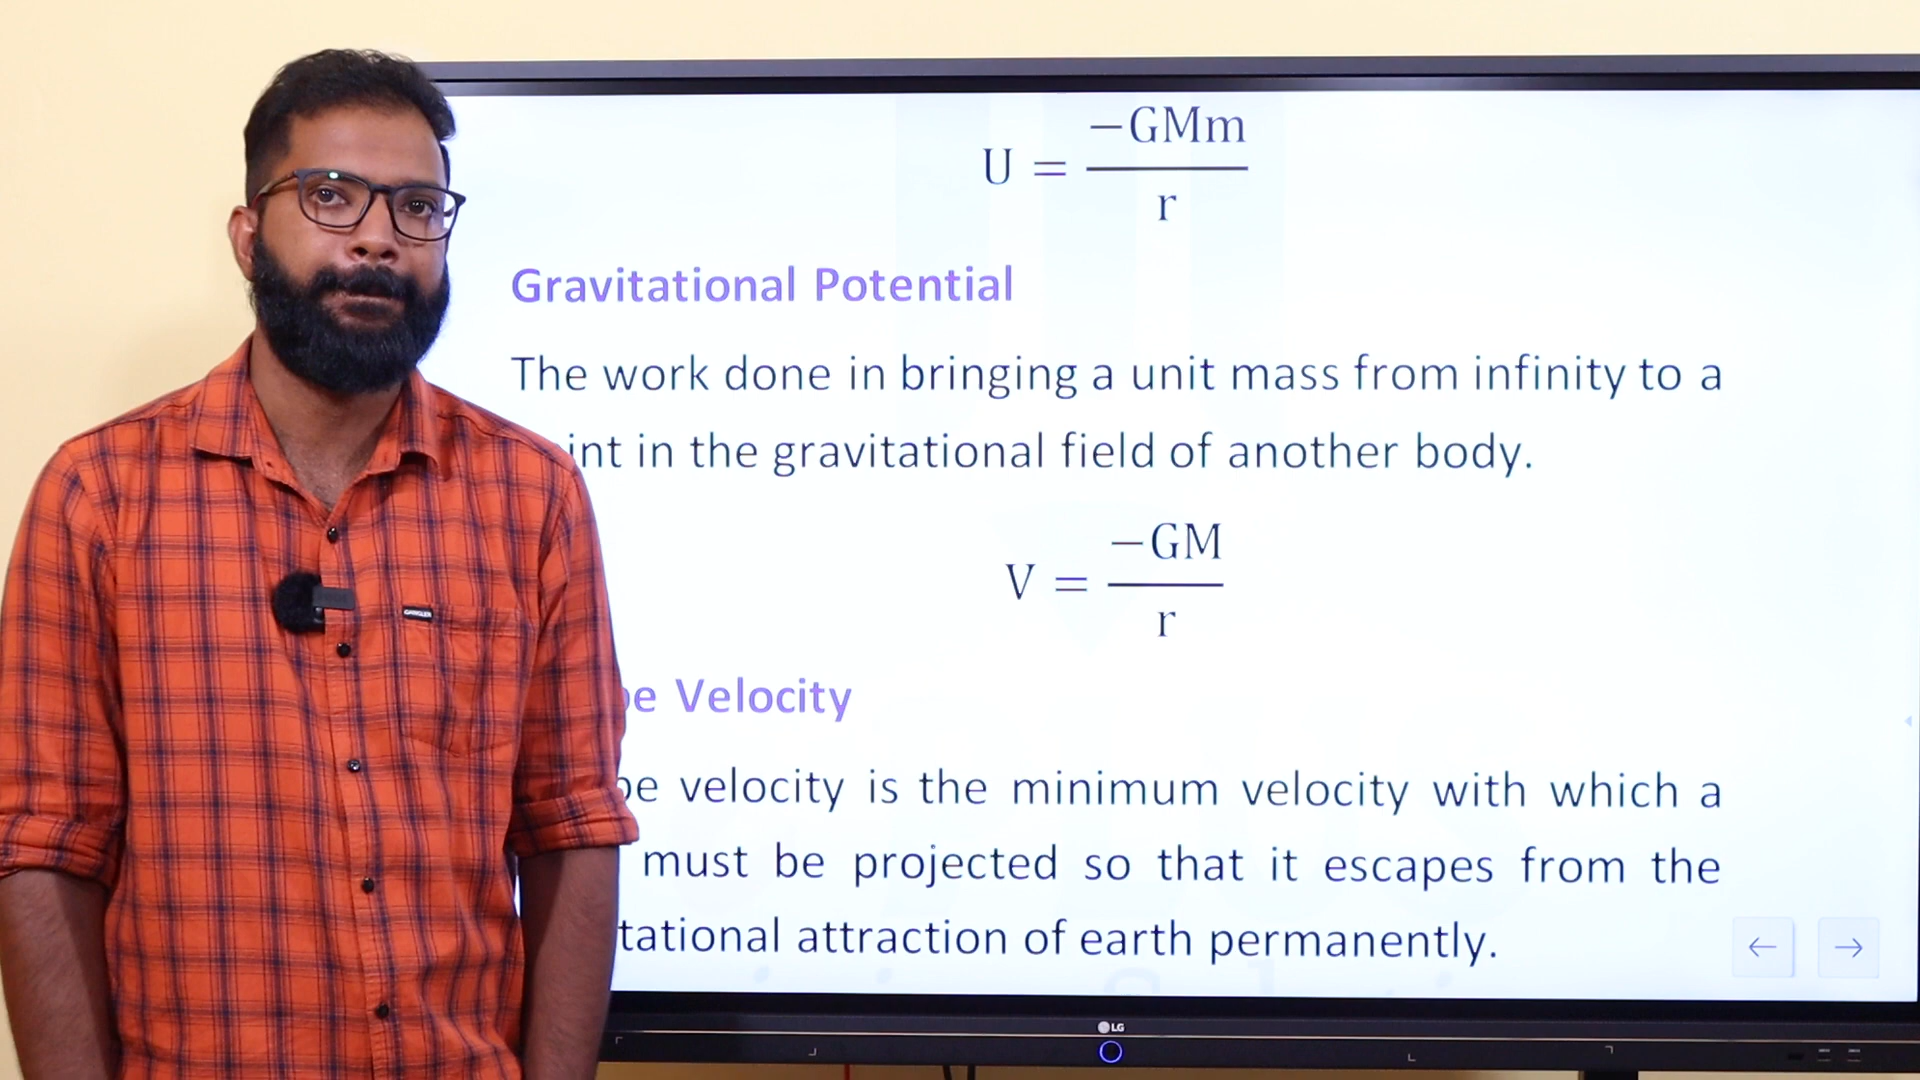 U = −GMm / r
Gravitational Potential
The work done in bringing a unit mass from infinity to a
in the gravitational field of another body.
V = −GM / r
Velocity
velocity is the minimum velocity with which a
must be projected so that it escapes from the
attraction of earth permanently.
← →
LG